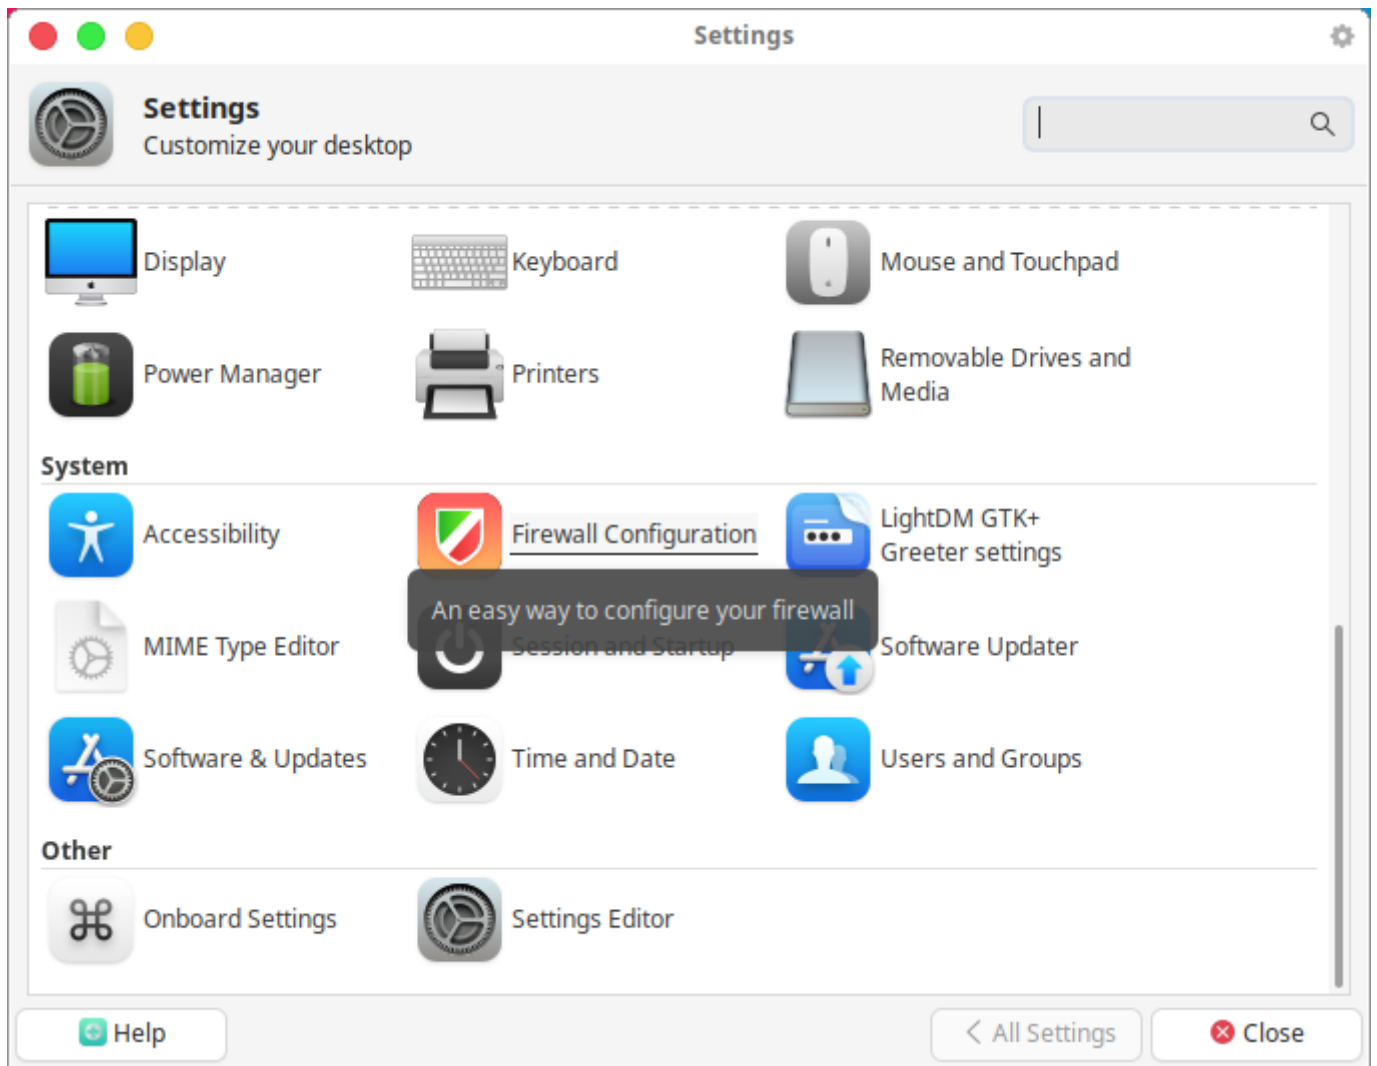 Settings
Settings
Customize your desktop
Display
Keyboard
Mouse and Touchpad
Power Manager
Printers
Removable Drives and
Media
System
Accessibility
Firewall Configuration
LightDM GTK+
Greeter settings
An easy way to configure your firewall
MIME Type Editor
Session and Startup
Software Updater
Software & Updates
Time and Date
Users and Groups
Other
Onboard Settings
Settings Editor
Help
All Settings
Close